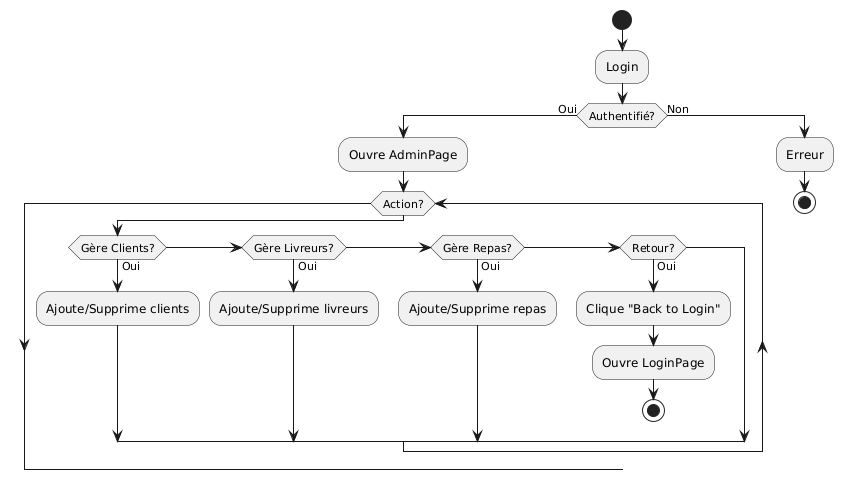 Login
Oui
Authentifié?
Non
Ouvre AdminPage
Erreur
Action?
Gère Clients?
Gère Livreurs?
Gère Repas?
Retour?
Oui
Oui
Oui
Oui
Ajoute/Supprime clients
Ajoute/Supprime livreurs
Ajoute/Supprime repas
Clique "Back to Login"
Ouvre LoginPage